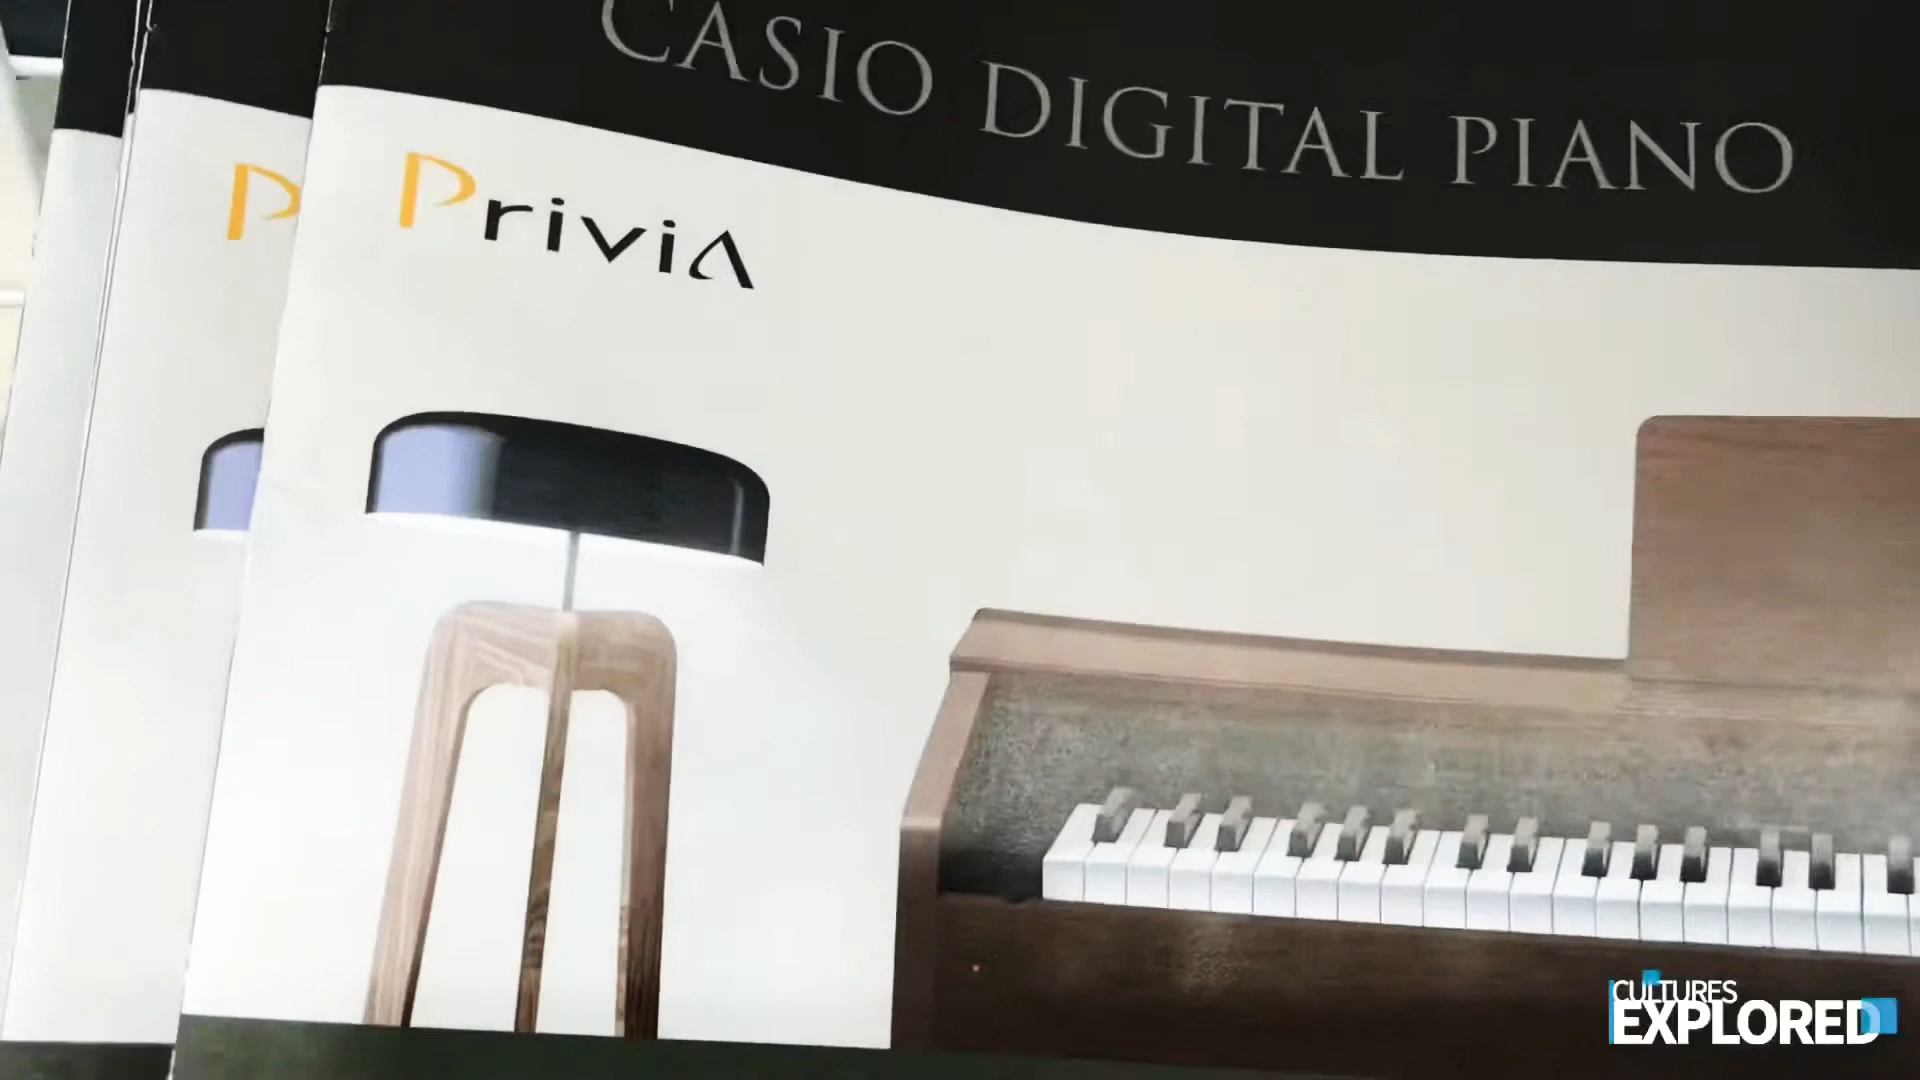 CASIO DIGITAL PIANO
P
PriviA
CULTURES
EXPLORED